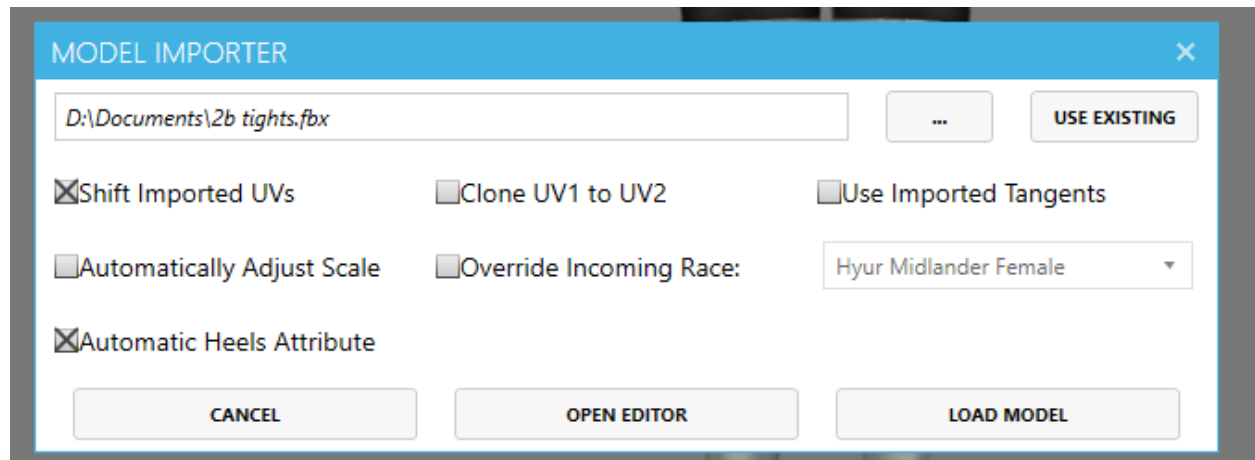 MODEL IMPORTER
D:\Documents\2b tights.fbx ... USE EXISTING
Shift Imported UVs Clone UV1 to UV2 Use Imported Tangents
Automatically Adjust Scale Override Incoming Race: Hyur Midlander Female
Automatic Heels Attribute
CANCEL OPEN EDITOR LOAD MODEL